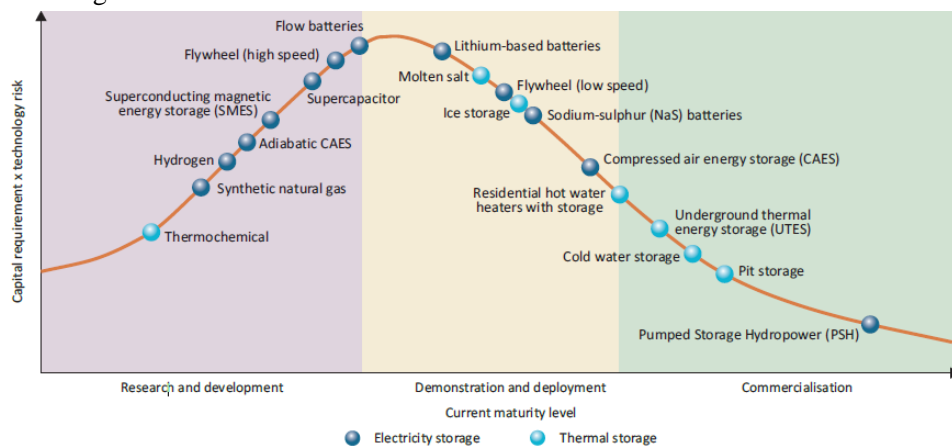 Flow batteries
Flywheel (high speed)
Lithium-based batteries
Molten salt
Flywheel (low speed)
Supercapacitor
Superconducting magnetic
energy storage (SMES)
Ice storage
Sodium-sulphur (NaS) batteries
Adiabatic CAES
Hydrogen
Compressed air energy storage (CAES)
Synthetic natural gas
Residential hot water
heaters with storage
Underground thermal
energy storage (UTES)
Thermochemical
Cold water storage
Pit storage
Pumped Storage Hydropower (PSH)
Capital requirement x technology risk
Research and development
Demonstration and deployment
Commercialisation
Current maturity level
Electricity storage
Thermal storage